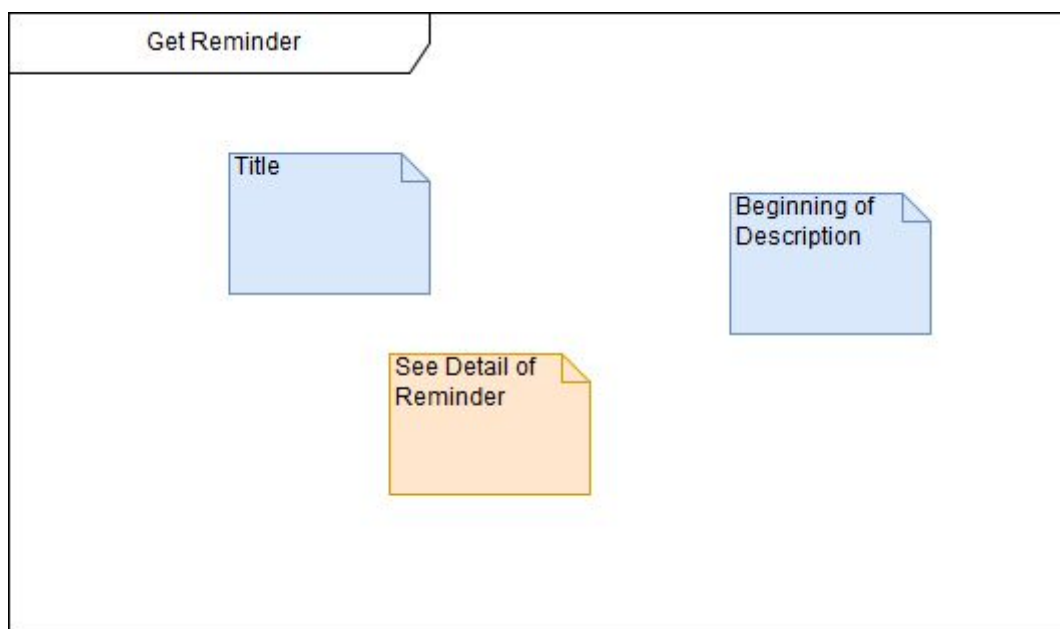 Get Reminder
Title
Beginning of
Description
See Detail of
Reminder